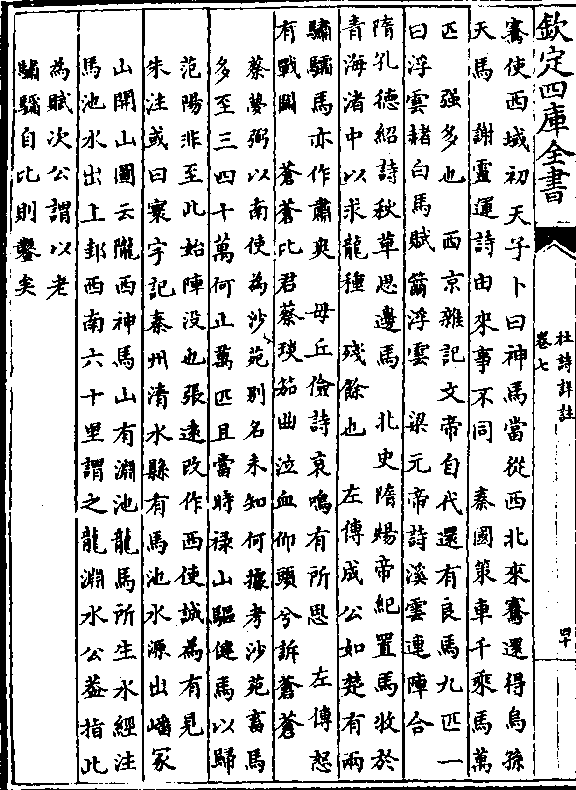 欽定四庫全書
杜詩詳註
卷七
四十
騫使西域初天子卜曰神馬當從西北來騫還得烏孫
天馬 謝靈運詩由來事不同 秦國策車千乘馬萬
匹 强多也 西京雜記文帝自代還有良馬九匹一
曰浮雲赭白馬賦籋浮雲 梁元帝詩溪雲連陣合
隋孔德紹詩秋草思邊馬 北史隋煬帝紀置馬牧於
青海渚中以求龍種 殘餘也 左傳成公如楚有兩
驌驦馬亦作肅爽 毋丘儉詩哀鳴有所思 左傳怒
有戰鬭 蒼蒼比君蔡琰笳曲泣血仰頭兮訴蒼蒼
蔡夢弼以南使為沙苑别名未知何據考沙苑畜馬
多至三四十萬何止萬匹且當時禄山驅健馬以歸
范陽非至此始陣没也張遠改作西使誠為有見
朱注或曰寰宇記秦州清水縣有馬池水源出嶓冢
山開山圖云隴西神馬山有淵池龍馬所生水經注
馬池水出上邽西南六十里謂之龍淵水公葢指此
為賦次公謂以老
驌驦自比則鑿矣